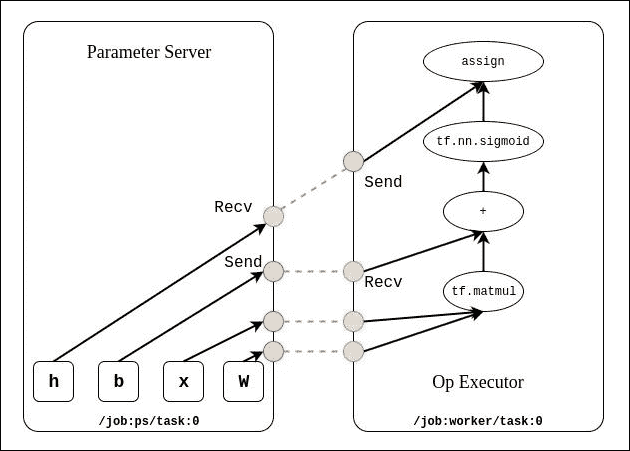 Parameter Server
assign
tf.nn.sigmoid
Send
Recv
+
Send
Recv
tf.matmul
h
b
x
W
Op Executor
/job:ps/task:0
/job:worker/task:0